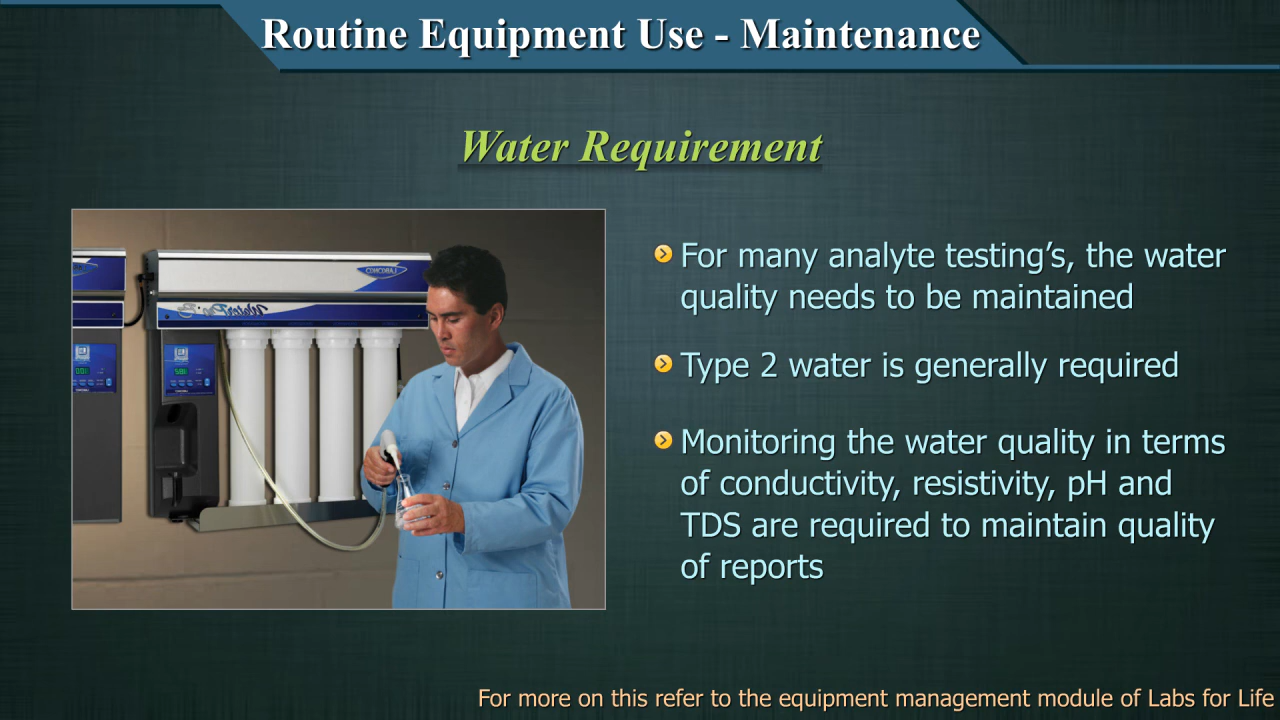 Routine Equipment Use - Maintenance
Water Requirement
For many analyte testing’s, the water
quality needs to be maintained
Type 2 water is generally required
Monitoring the water quality in terms
of conductivity, resistivity, pH and
TDS are required to maintain quality
of reports
LABCONCO
WaterPro
For more on this refer to the equipment management module of Labs for Life